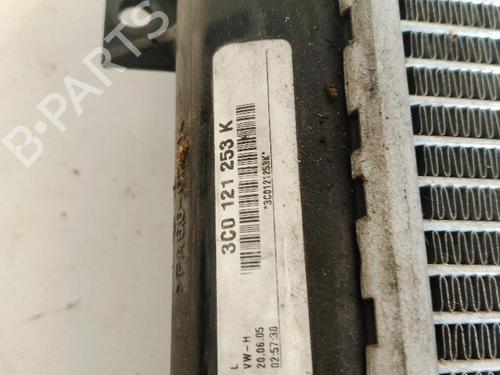 3C0 121 253 K
*3C0121253K*
L
VW-H
20.06.05
02:57:30
B-PARTS